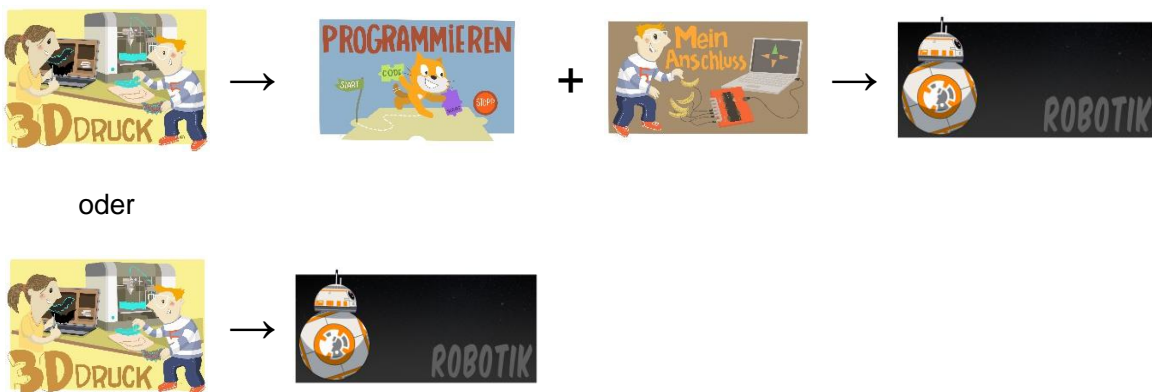 3D DRUCK
→
PROGRAMMIEREN
START
CODE
STOPP
+
Mein
Anschluss
→
ROBOTIK
oder
3D DRUCK
→
ROBOTIK